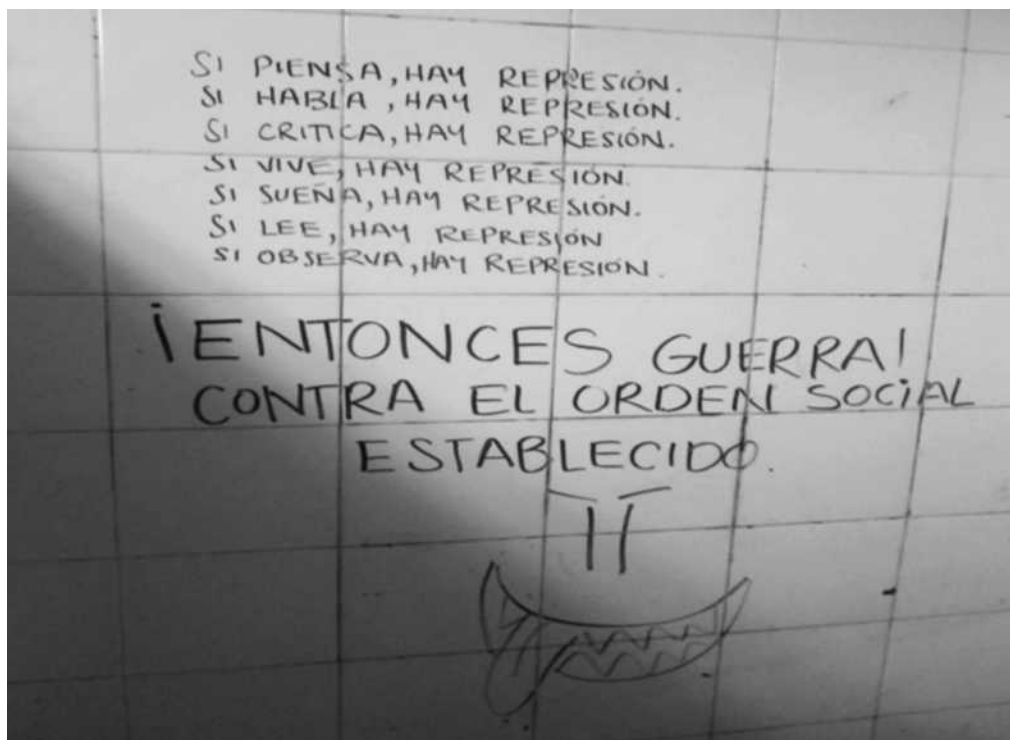 SI PIENSA, HAY REPRESIÓN.
SI HABLA, HAY REPRESIÓN.
SI CRITICA, HAY REPRESIÓN.
SI VIVE, HAY REPRESIÓN.
SI SUEÑA, HAY REPRESIÓN.
SI LEE, HAY REPRESIÓN
SI OBSERVA, HAY REPRESIÓN.
¡ENTONCES GUERRA!
CONTRA EL ORDEN SOCiAL
ESTABLECIDO.